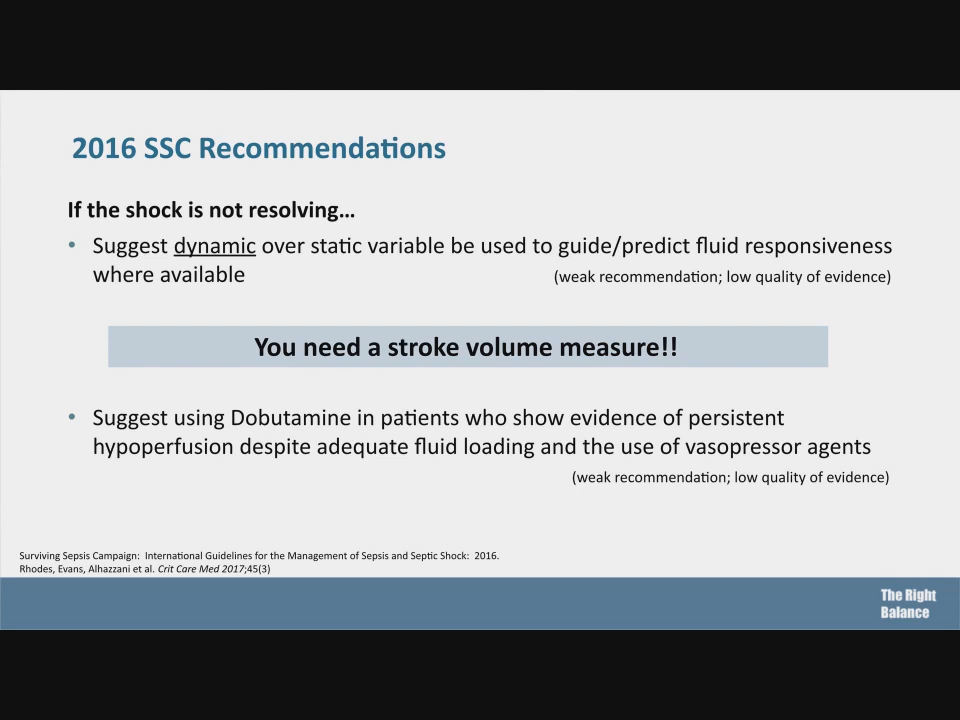 2016 SSC Recommendations
If the shock is not resolving…
• Suggest dynamic over static variable be used to guide/predict fluid responsiveness
where available (weak recommendation; low quality of evidence)
You need a stroke volume measure!!
• Suggest using Dobutamine in patients who show evidence of persistent
hypoperfusion despite adequate fluid loading and the use of vasopressor agents
(weak recommendation; low quality of evidence)
Surviving Sepsis Campaign: International Guidelines for the Management of Sepsis and Septic Shock: 2016.
Rhodes, Evans, Alhazzani et al. Crit Care Med 2017;45(3)
The Right
Balance